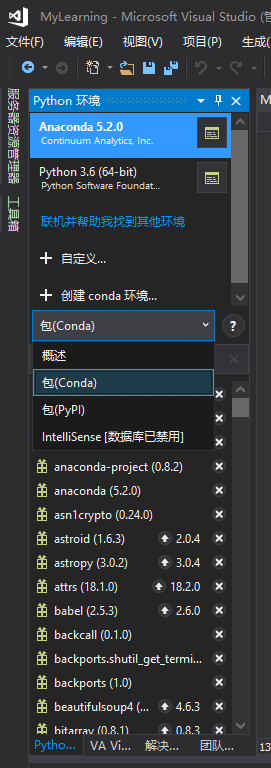 MyLearning - Microsoft Visual Studio (管
文件(F) 编辑(E) 视图(V) 项目(P) 生成(
服务器资源管理器
工具箱
Python 环境
Anaconda 5.2.0
Continuum Analytics, Inc.
Python 3.6 (64-bit)
Python Software Foundat...
联机并帮助我找到其他环境
自定义...
创建 conda 环境...
包(Conda)
?
概述
包(Conda)
包(PyPI)
IntelliSense [数据库已禁用]
anaconda-project (0.8.2)
anaconda (5.2.0)
asn1crypto (0.24.0)
astroid (1.6.3) 2.0.4
astropy (3.0.2) 3.0.4
attrs (18.1.0) 18.2.0
babel (2.5.3) 2.6.0
backcall (0.1.0)
backports.shutil_get_termi...
backports (1.0)
beautifulsoup4 (... 4.6.3
bitarray (0.8.1) 0.8.3
Pytho... VA Vi... 解决... 团队...
13